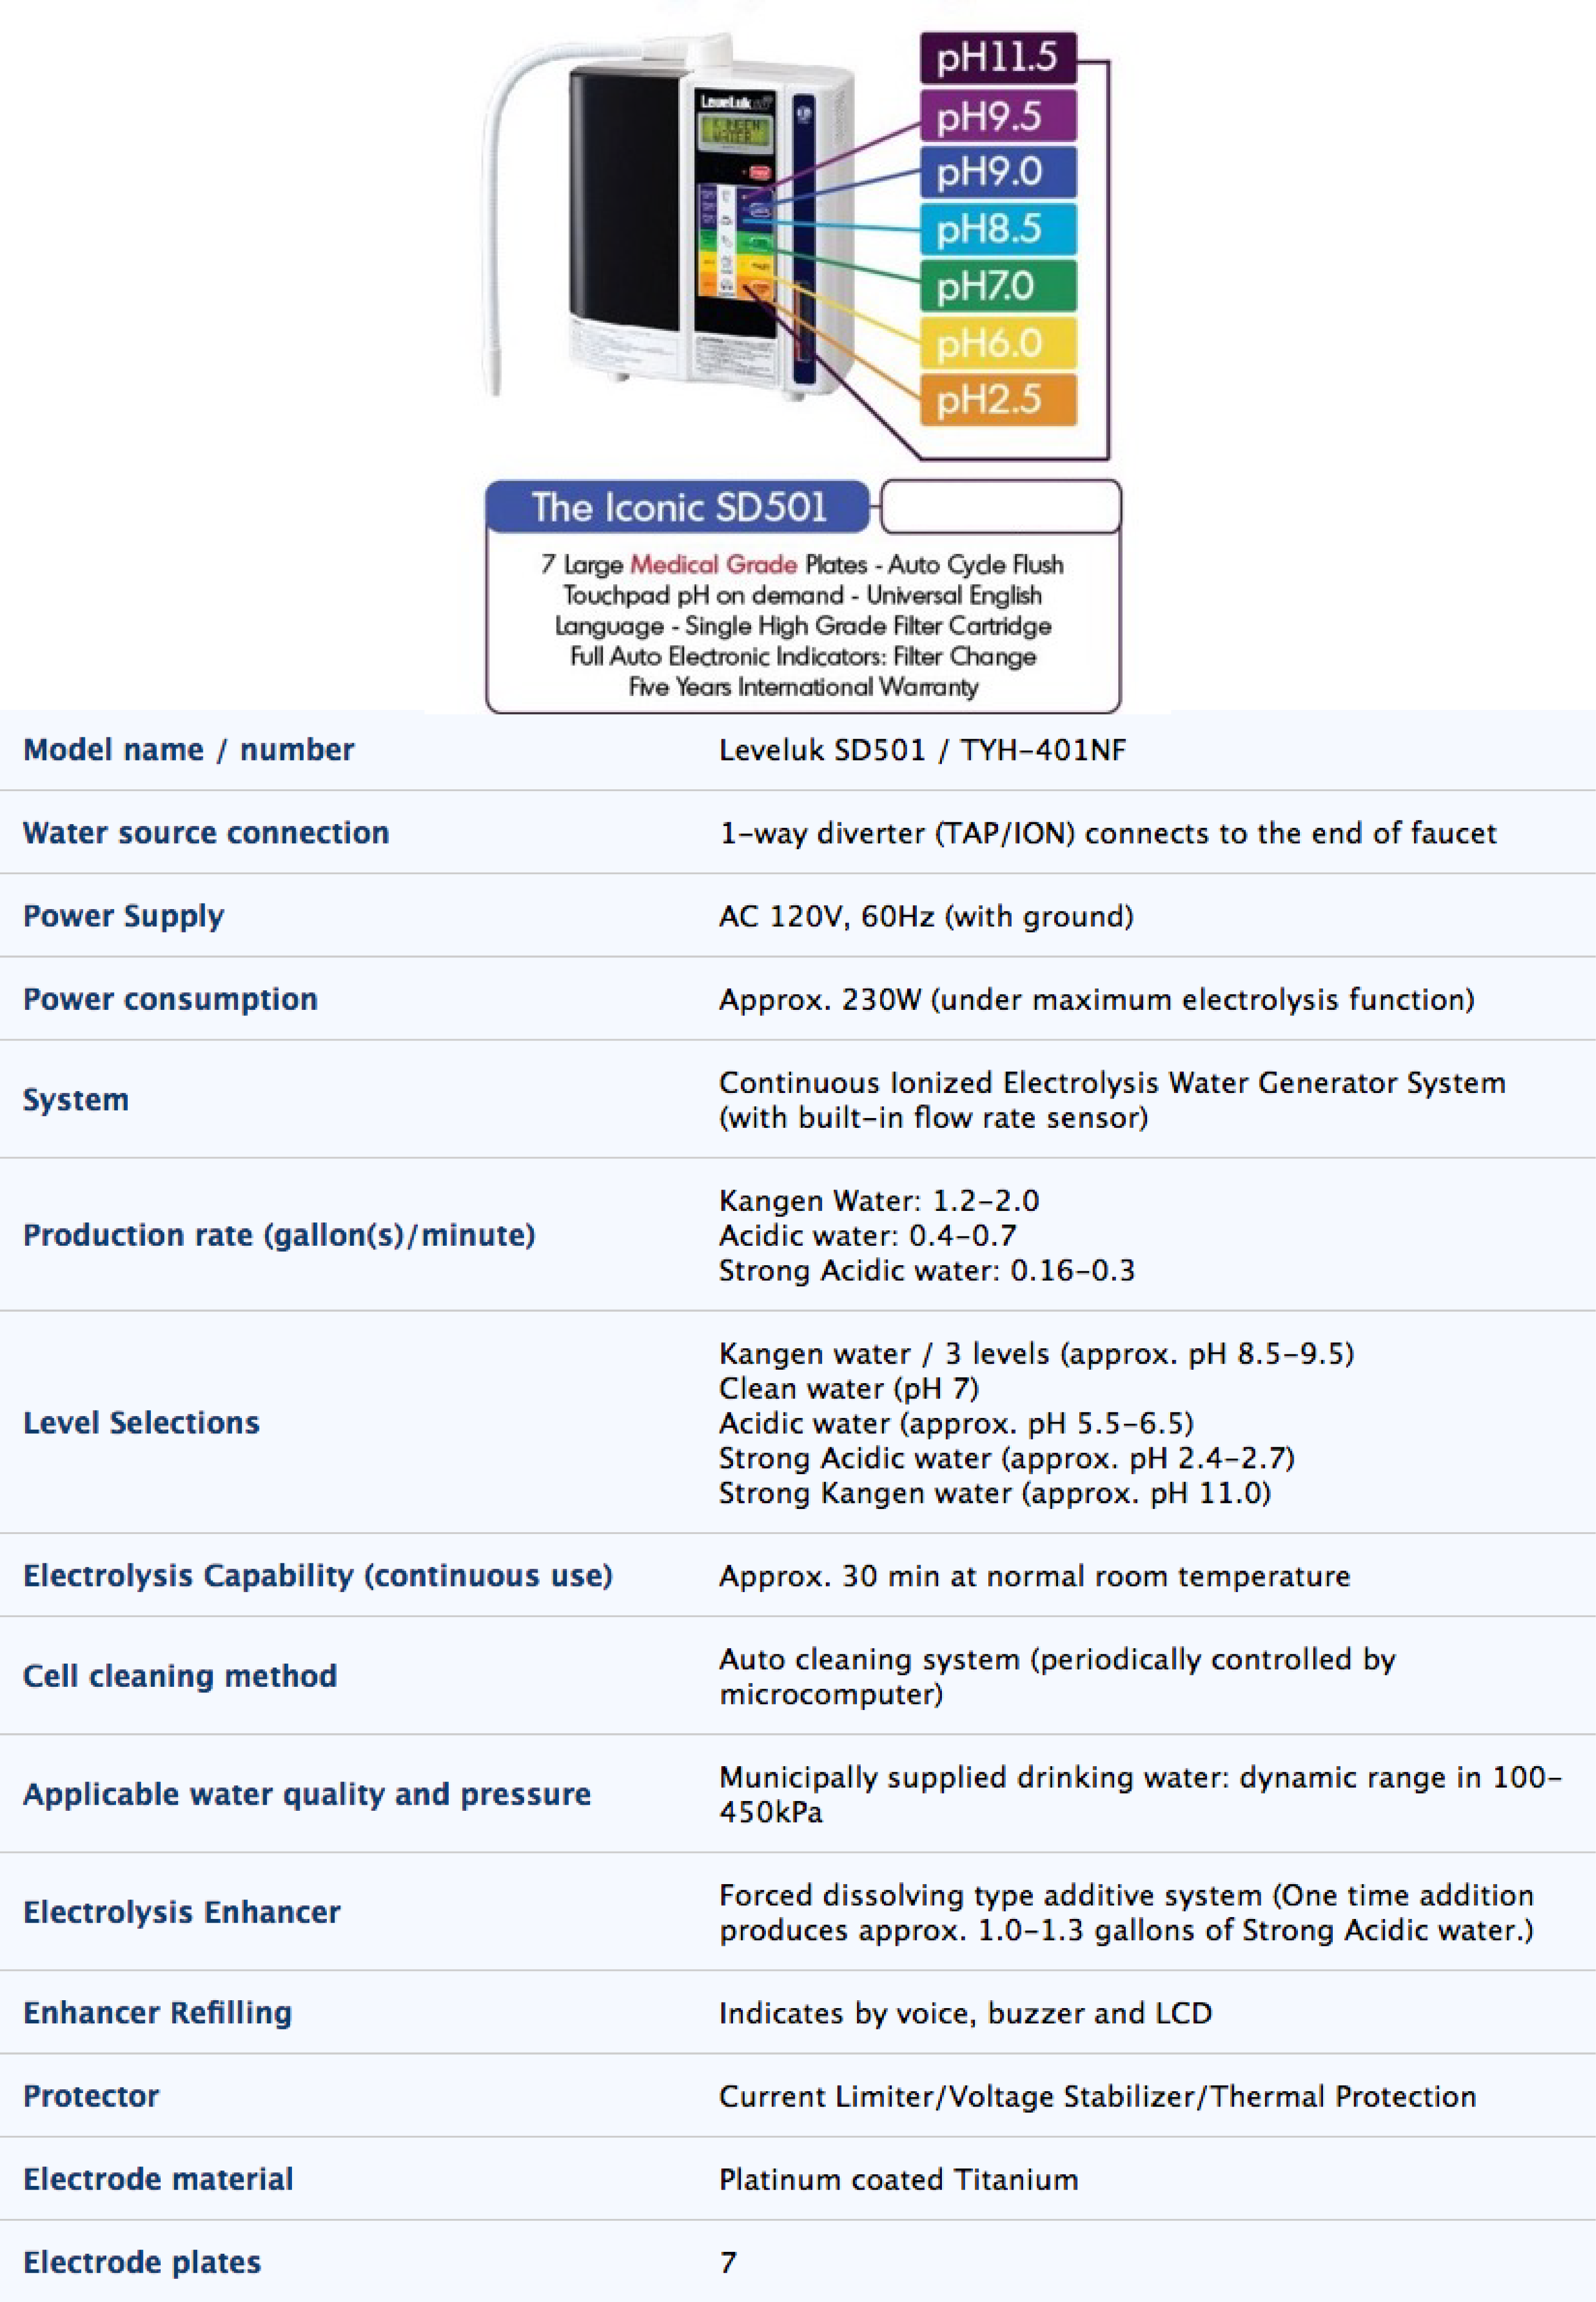 pH11.5
pH9.5
pH9.0
pH8.5
pH7.0
pH6.0
pH2.5
LeveLuk
KANGEN
WATER
The Iconic SD501
7 Large Medical Grade Plates - Auto Cycle Flush
Touchpad pH on demand - Universal English
Language - Single High Grade Filter Cartridge
Full Auto Electronic Indicators: Filter Change
Five Years International Warranty
Model name / number
Leveluk SD501 / TYH-401NF
Water source connection
1-way diverter (TAP/ION) connects to the end of faucet
Power Supply
AC 120V, 60Hz (with ground)
Power consumption
Approx. 230W (under maximum electrolysis function)
System
Continuous Ionized Electrolysis Water Generator System
(with built-in flow rate sensor)
Production rate (gallon(s)/minute)
Kangen Water: 1.2-2.0
Acidic water: 0.4-0.7
Strong Acidic water: 0.16-0.3
Level Selections
Kangen water / 3 levels (approx. pH 8.5-9.5)
Clean water (pH 7)
Acidic water (approx. pH 5.5-6.5)
Strong Acidic water (approx. pH 2.4-2.7)
Strong Kangen water (approx. pH 11.0)
Electrolysis Capability (continuous use)
Approx. 30 min at normal room temperature
Cell cleaning method
Auto cleaning system (periodically controlled by
microcomputer)
Applicable water quality and pressure
Municipally supplied drinking water: dynamic range in 100-
450kPa
Electrolysis Enhancer
Forced dissolving type additive system (One time addition
produces approx. 1.0-1.3 gallons of Strong Acidic water.)
Enhancer Refilling
Indicates by voice, buzzer and LCD
Protector
Current Limiter/Voltage Stabilizer/Thermal Protection
Electrode material
Platinum coated Titanium
Electrode plates
7